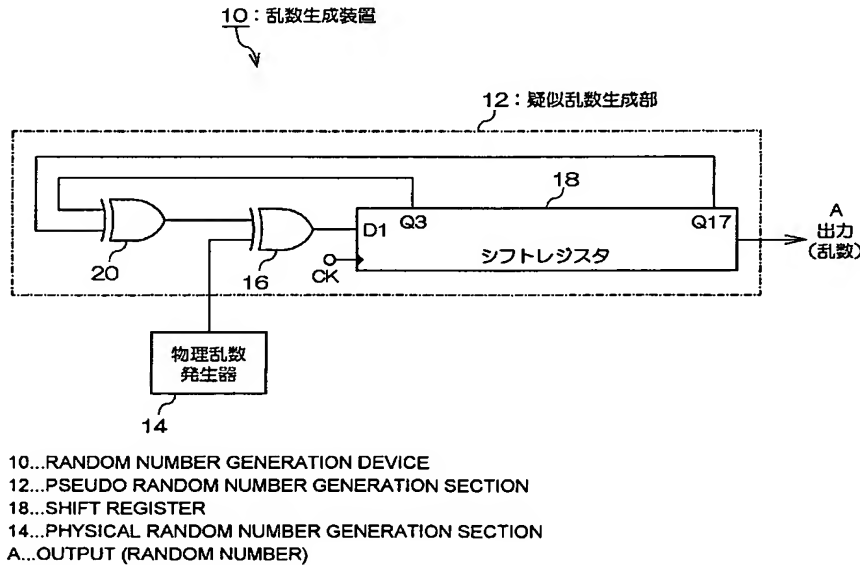 10：乱数生成装置
12：疑似乱数生成部
18
D1
Q3
Q17
シフトレジスタ
CK
20
16
A
出力
(乱数)
物理乱数
発生器
14
10...RANDOM NUMBER GENERATION DEVICE
12...PSEUDO RANDOM NUMBER GENERATION SECTION
18...SHIFT REGISTER
14...PHYSICAL RANDOM NUMBER GENERATION SECTION
A...OUTPUT (RANDOM NUMBER)